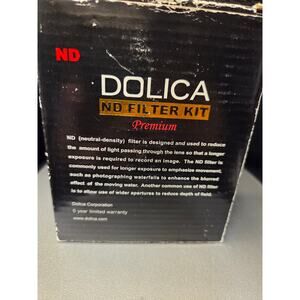 ND
DOLICA
ND FILTER KIT
Premium
ND (neutral-density) filter is designed and used to reduce
the amount of light passing through the lens so that a longer
exposure is required to record an image. The ND filter is
commonly used for longer exposure to emphasize movement,
such as photographing waterfalls to enhance the blurred
effect of the moving water. Another common use of ND filter
is to allow use of wider apertures to reduce depth of field.
Dolica Corporation
5 year limited warranty
www.dolica.com